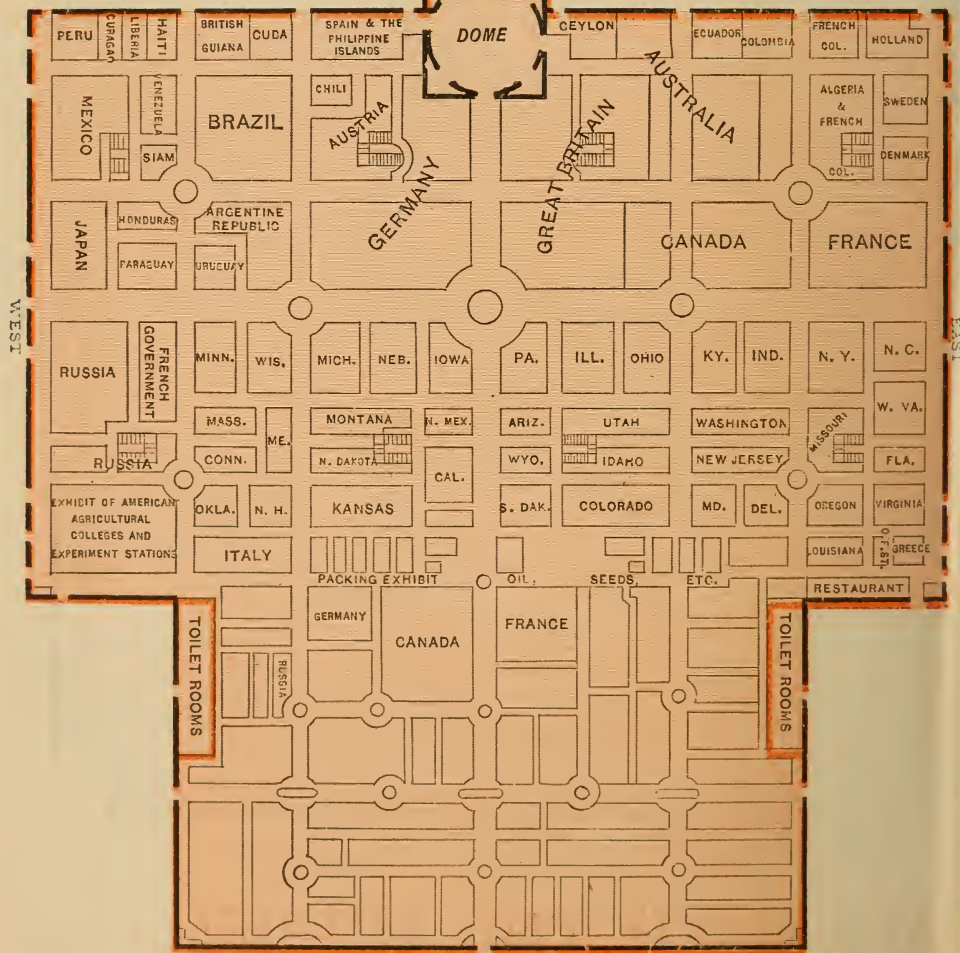 PERU
CURACAO
LIBERIA
HAITI
BRITISH
GUIANA
CUBA
SPAIN & THE
PHILIPPINE
ISLANDS
DOME
CEYLON
ECUADOR
COLOMBIA
FRENCH
COL.
HOLLAND
MEXICO
VENEZUELA
SIAM
BRAZIL
CHILI
AUSTRIA
GERMANY
GREAT BRITAIN
AUSTRALIA
ALGERIA
&
FRENCH
COL.
SWEDEN
DENMARK
JAPAN
HONDURAS
PARAGUAY
ARGENTINE
REPUBLIC
URUGUAY
CANADA
FRANCE
WEST
EAST
RUSSIA
FRENCH
GOVERNMENT
MINN.
WIS.
MICH.
NEB.
IOWA
PA.
ILL.
OHIO
KY.
IND.
N. Y.
N. C.
W. VA.
MASS.
ME.
MONTANA
N. MEX.
ARIZ.
UTAH
WASHINGTON
MISSOURI
RUSSIA
CONN.
N. DAKOTA
CAL.
WYO.
IDAHO
NEW JERSEY
FLA.
EXHIBIT OF AMERICAN
AGRICULTURAL
COLLEGES AND
EXPERIMENT STATIONS
OKLA.
N. H.
KANSAS
S. DAK.
COLORADO
MD.
DEL.
OREGON
VIRGINIA
ITALY
LOUISIANA
O. F. ST.
GREECE
PACKING EXHIBIT
OIL,
SEEDS,
ETC.
RESTAURANT
TOILET ROOMS
GERMANY
CANADA
FRANCE
RUSSIA
TOILET ROOMS